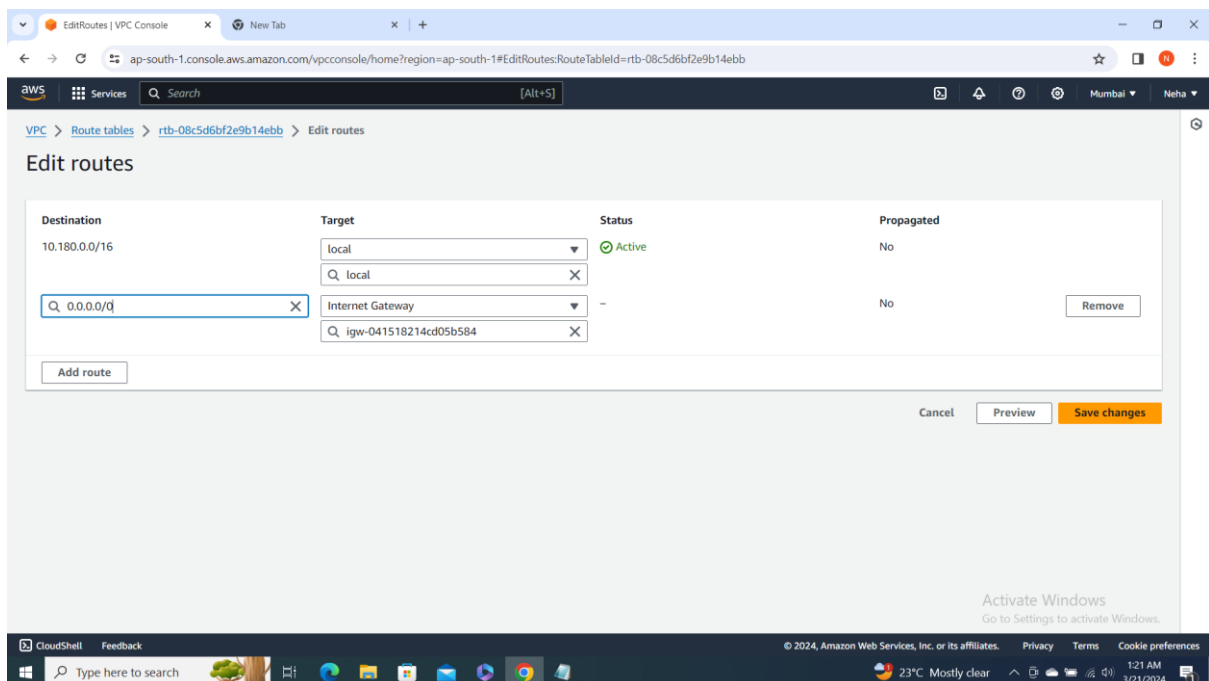 EditRoutes | VPC Console
New Tab
ap-south-1.console.aws.amazon.com/vpcconsole/home?region=ap-south-1#EditRoutes:RouteTableId=rtb-08c5d6bf2e9b14ebb
N
aws Services Search [Alt+S] Mumbai Neha
VPC > Route tables > rtb-08c5d6bf2e9b14ebb > Edit routes
Edit routes
Destination Target Status Propagated
10.180.0.0/16 local Active No
local
0.0.0.0/0 Internet Gateway – No Remove
igw-041518214cd05b584
Add route
Cancel Preview Save changes
Activate Windows
Go to Settings to activate Windows.
CloudShell Feedback © 2024, Amazon Web Services, Inc. or its affiliates. Privacy Terms Cookie preferences
Type here to search 23°C Mostly clear 1:21 AM
3/21/2024